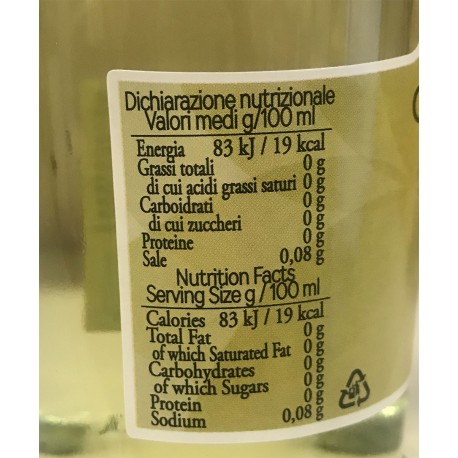 Dichiarazione nutrizionale
Valori medi g/100 ml
Energia 83 kJ / 19 kcal
Grassi totali 0 g
di cui acidi grassi saturi 0 g
Carboidrati 0 g
di cui zuccheri 0 g
Proteine 0 g
Sale 0,08 g
Nutrition Facts
Serving Size g / 100 ml
Calories 83 kJ / 19 kcal
Total Fat 0 g
of which Saturated Fat 0 g
Carbohydrates 0 g
of which Sugars 0 g
Protein 0 g
Sodium 0,08 g